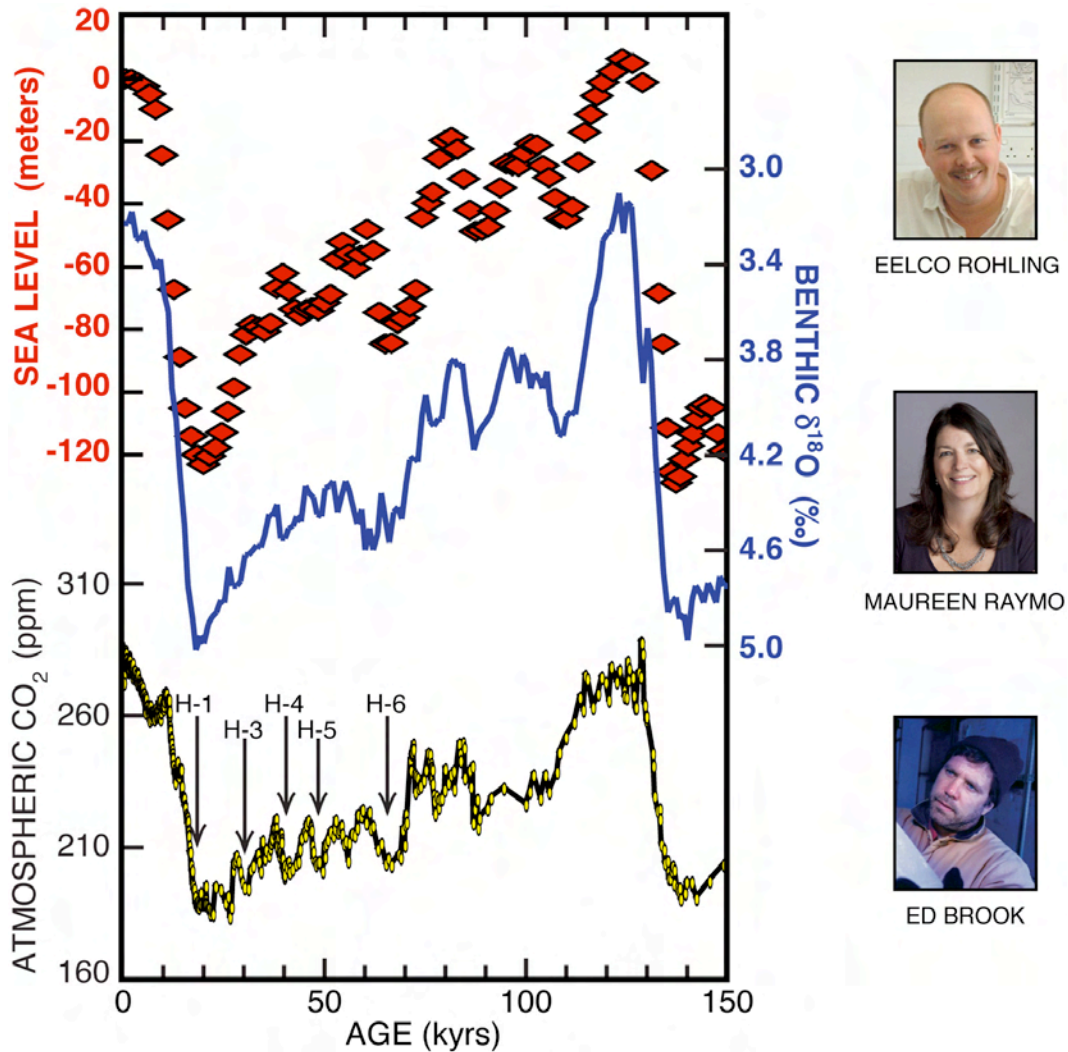 20
0
-20
-40
-60
-80
-100
-120
SEA LEVEL (meters)
3.0
3.4
3.8
4.2
4.6
5.0
BENTHIC δ18O (‰)
310
260
210
160
ATMOSPHERIC CO2 (ppm)
H-1
H-3
H-4
H-5
H-6
0
50
100
150
AGE (kyrs)
EELCO ROHLING
MAUREEN RAYMO
ED BROOK